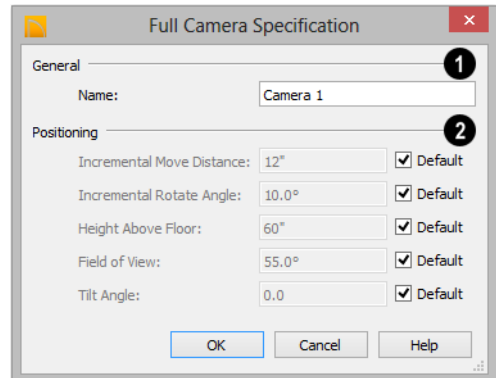 Full Camera Specification
×
General
1
Name:
Camera 1
Positioning
2
Incremental Move Distance: 12" Default
Incremental Rotate Angle: 10.0° Default
Height Above Floor: 60" Default
Field of View: 55.0° Default
Tilt Angle: 0.0 Default
OK Cancel Help